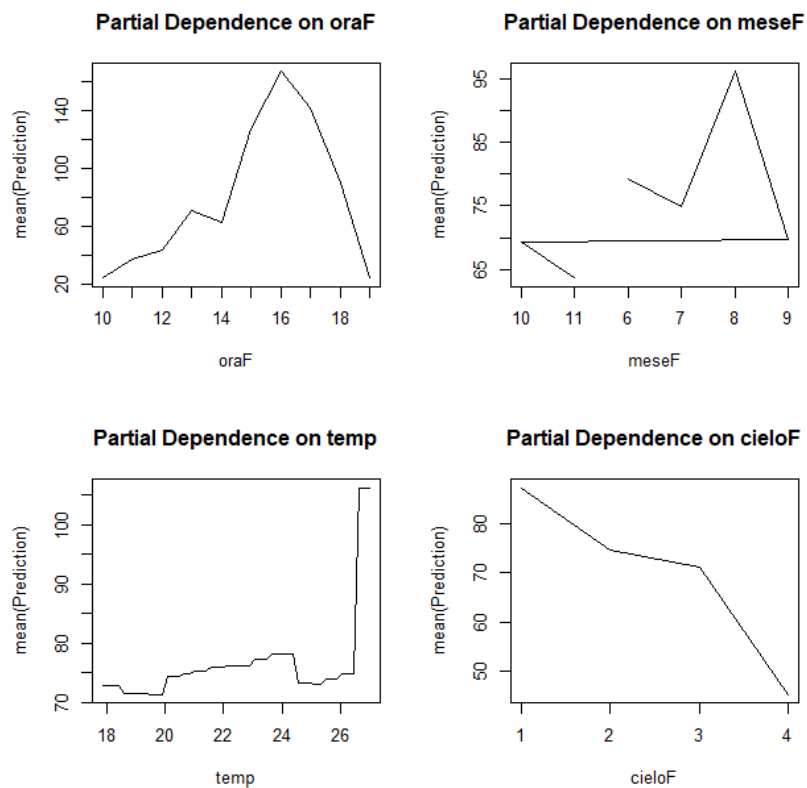 Partial Dependence on oraF
mean(Prediction)
20 60 100 140
10 12 14 16 18
oraF
Partial Dependence on meseF
mean(Prediction)
65 75 85 95
10 11 6 7 8 9
meseF
Partial Dependence on temp
mean(Prediction)
70 80 90 100
18 20 22 24 26
temp
Partial Dependence on cieloF
mean(Prediction)
50 60 70 80
1 2 3 4
cieloF